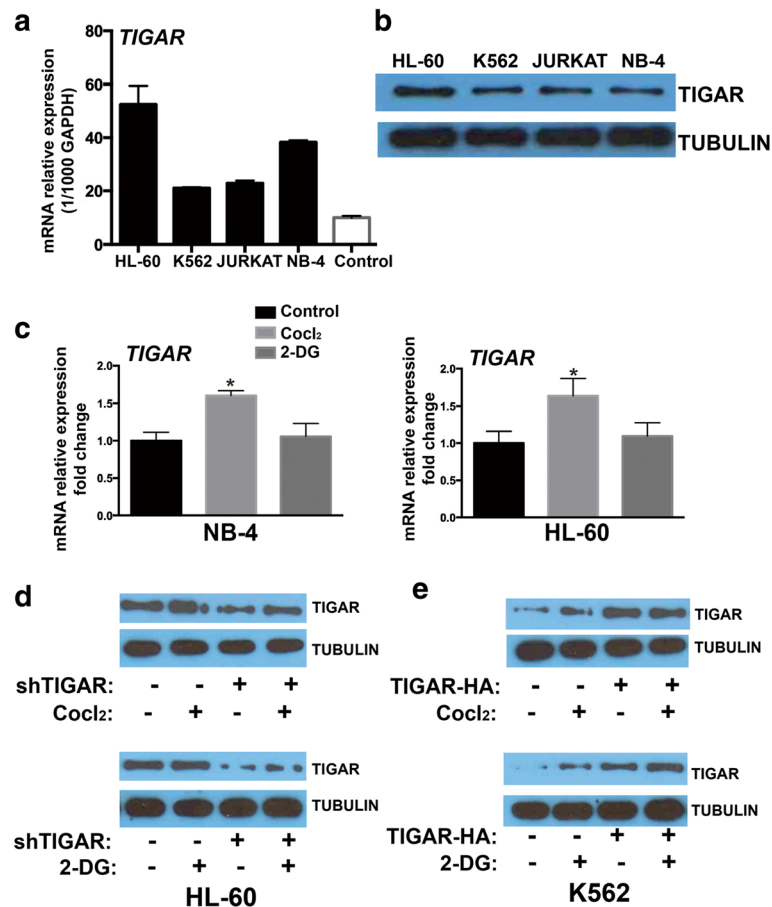 a
TIGAR
mRNA relative expression
(1/1000 GAPDH)
80
60
40
20
0
HL-60 K562 JURKAT NB-4 Control
b
HL-60 K562 JURKAT NB-4
TIGAR
TUBULIN
c
Control
Cocl₂
2-DG
TIGAR
mRNA relative expression
fold change
2.0
1.5
1.0
0.5
0.0
*
NB-4
TIGAR
mRNA relative expression
fold change
2.0
1.5
1.0
0.5
0.0
*
HL-60
d
TIGAR
TUBULIN
shTIGAR: - - + +
Cocl₂: - + - +
TIGAR
TUBULIN
shTIGAR: - - + +
2-DG: - + - +
HL-60
e
TIGAR
TUBULIN
TIGAR-HA: - - + +
Cocl₂: - + - +
TIGAR
TUBULIN
TIGAR-HA: - - + +
2-DG: - + - +
K562